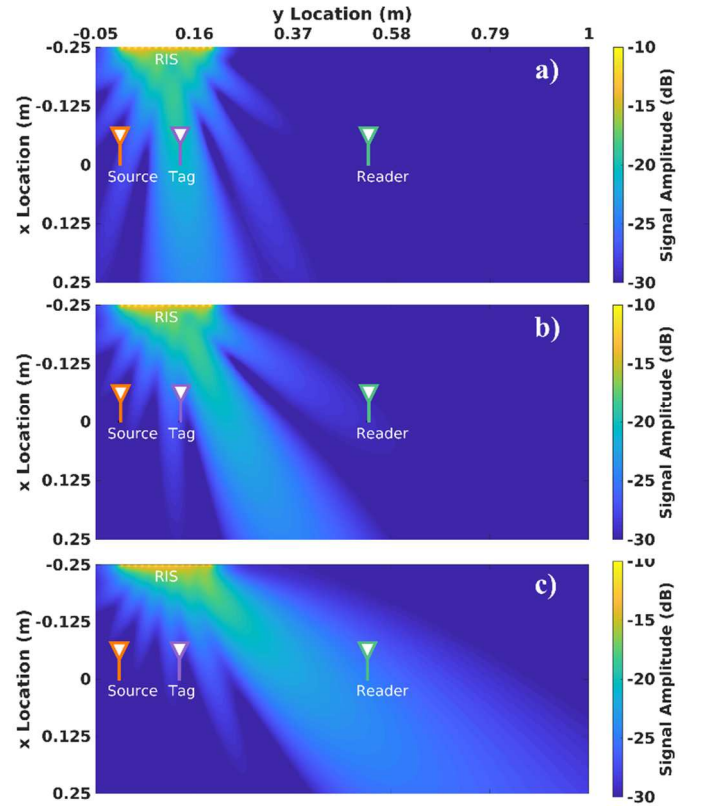 y Location (m)
-0.05 0.16 0.37 0.58 0.79 1
-0.25 RIS a) -10
-0.125 -15
0 Source Tag Reader -20
0.125 -25
0.25 -30
x Location (m)
Signal Amplitude (dB)
-0.25 RIS b) -10
-0.125 -15
0 Source Tag Reader -20
0.125 -25
0.25 -30
x Location (m)
Signal Amplitude (dB)
-0.25 RIS c) -10
-0.125 -15
0 Source Tag Reader -20
0.125 -25
0.25 -30
x Location (m)
Signal Amplitude (dB)